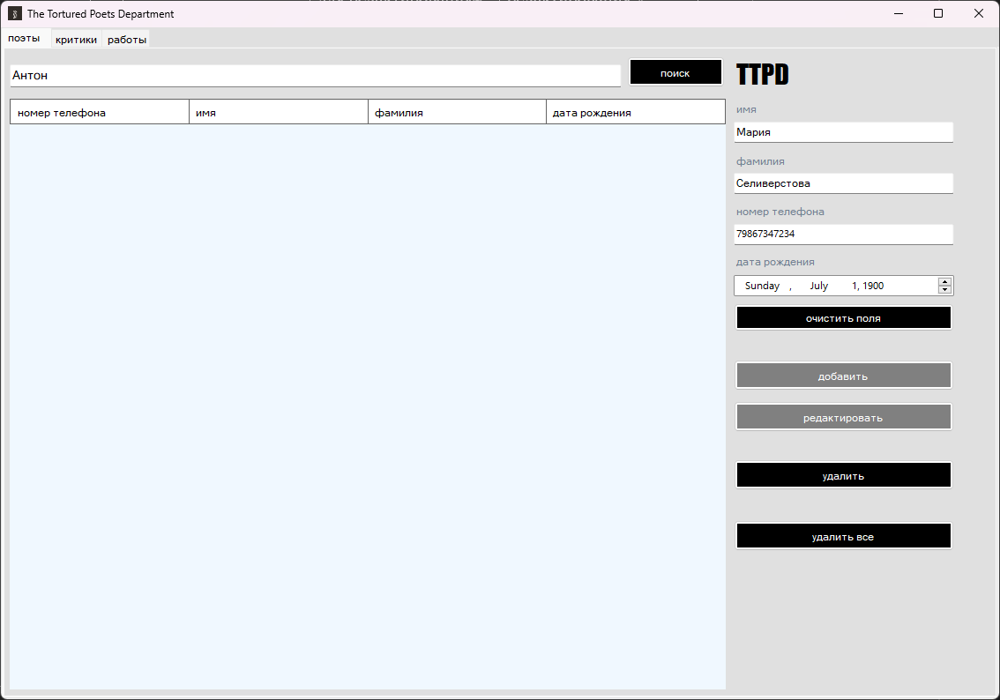 The Tortured Poets Department
поэты критики работы
Антон
поиск
номер телефона имя фамилия дата рождения
TTPD
имя
Мария
фамилия
Селиверстова
номер телефона
79867347234
дата рождения
Sunday , July 1, 1900
очистить поля
добавить
редактировать
удалить
удалить все